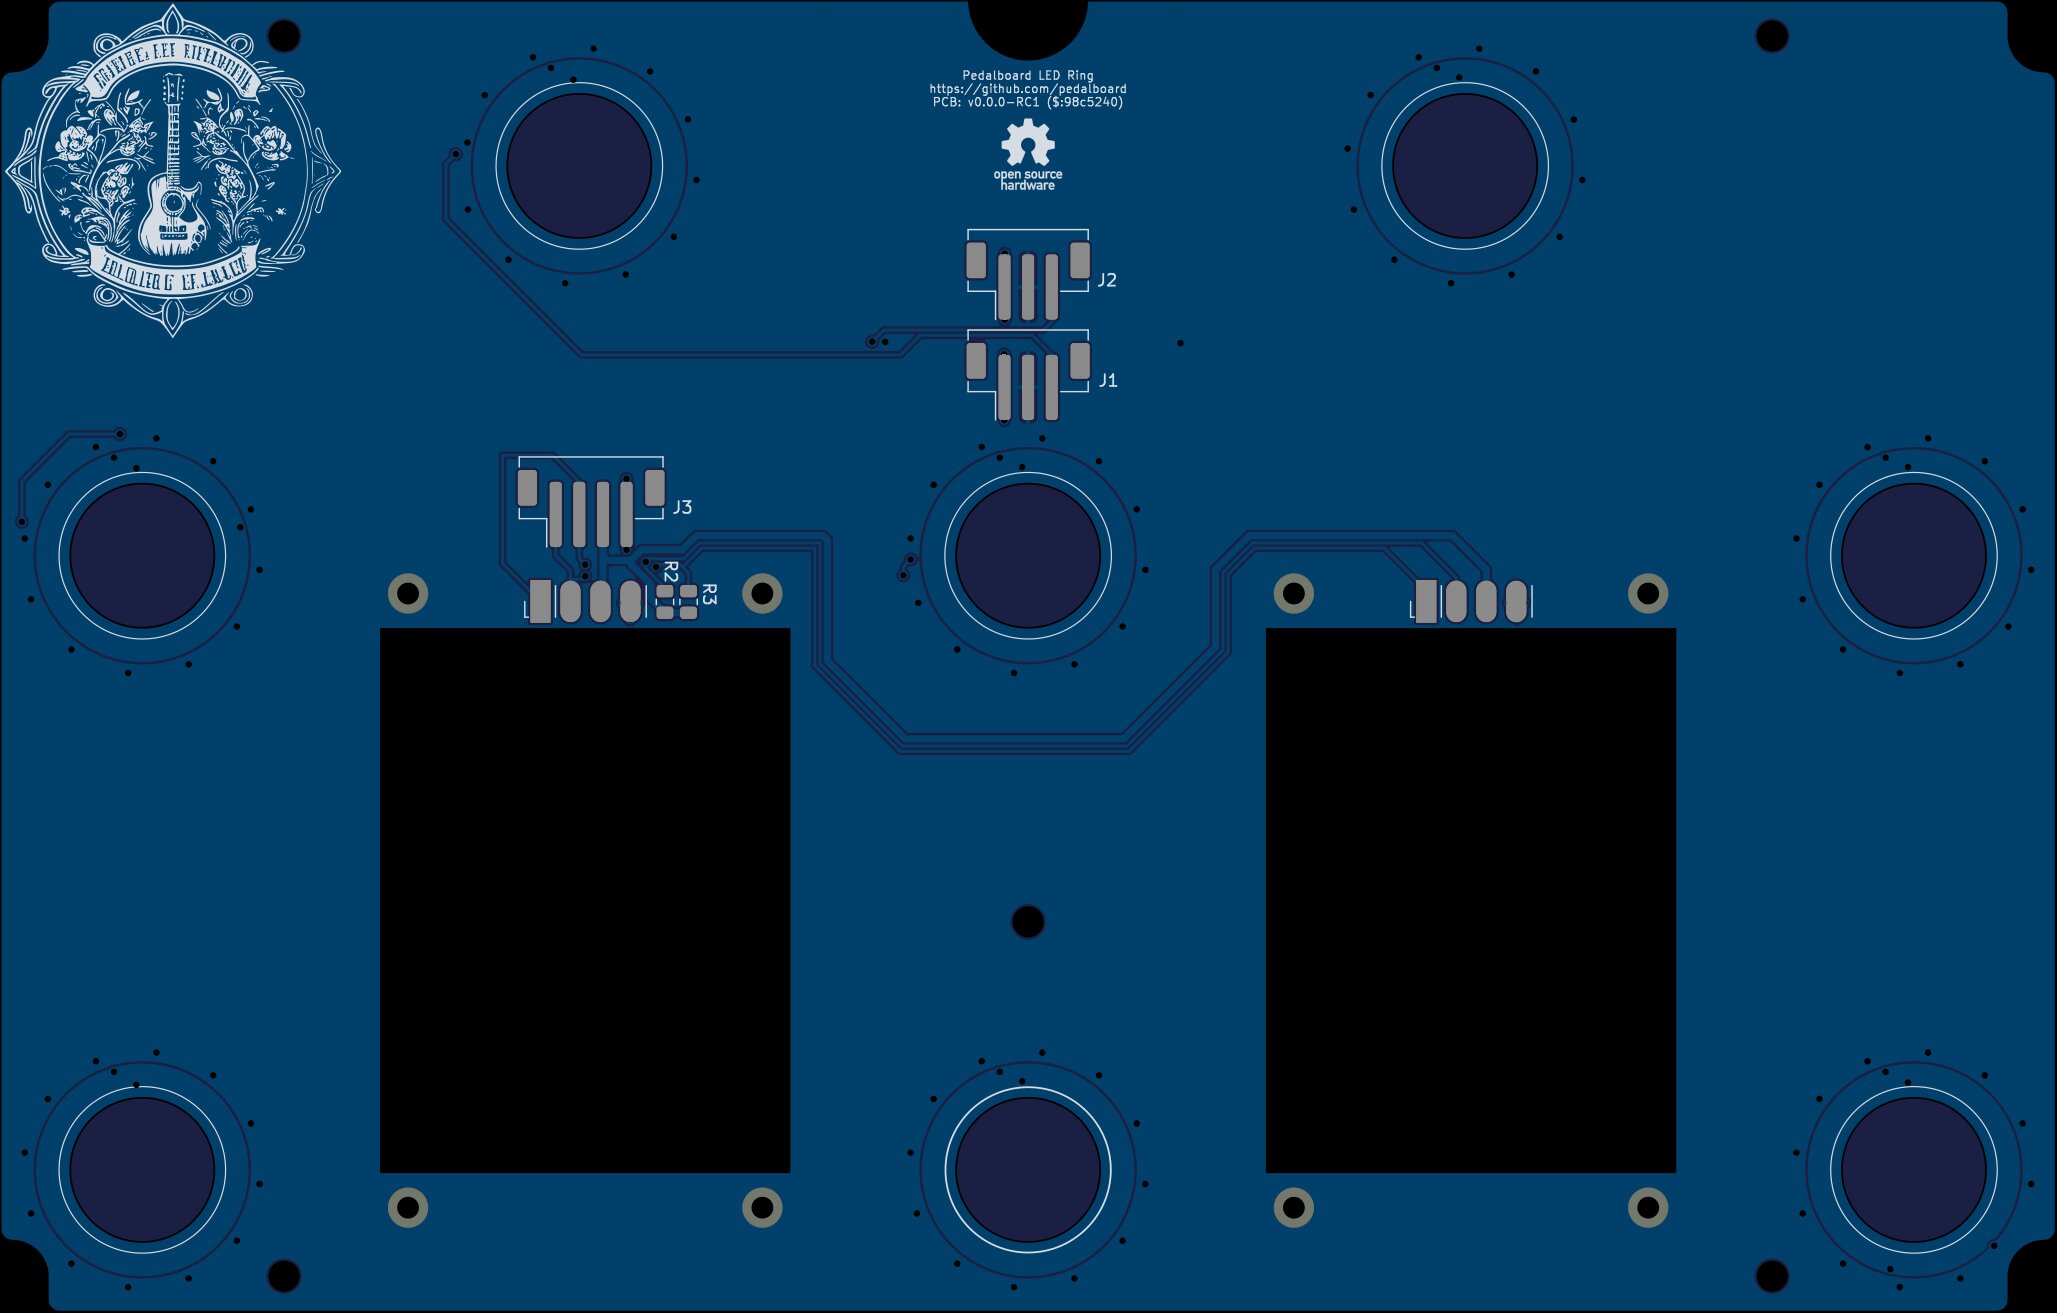 Pedalboard LED Ring
https://github.com/pedalboard
PCB: v0.0.0-RC1 ($:98c5240)
open source
hardware
J2
J1
J3
R2
R3